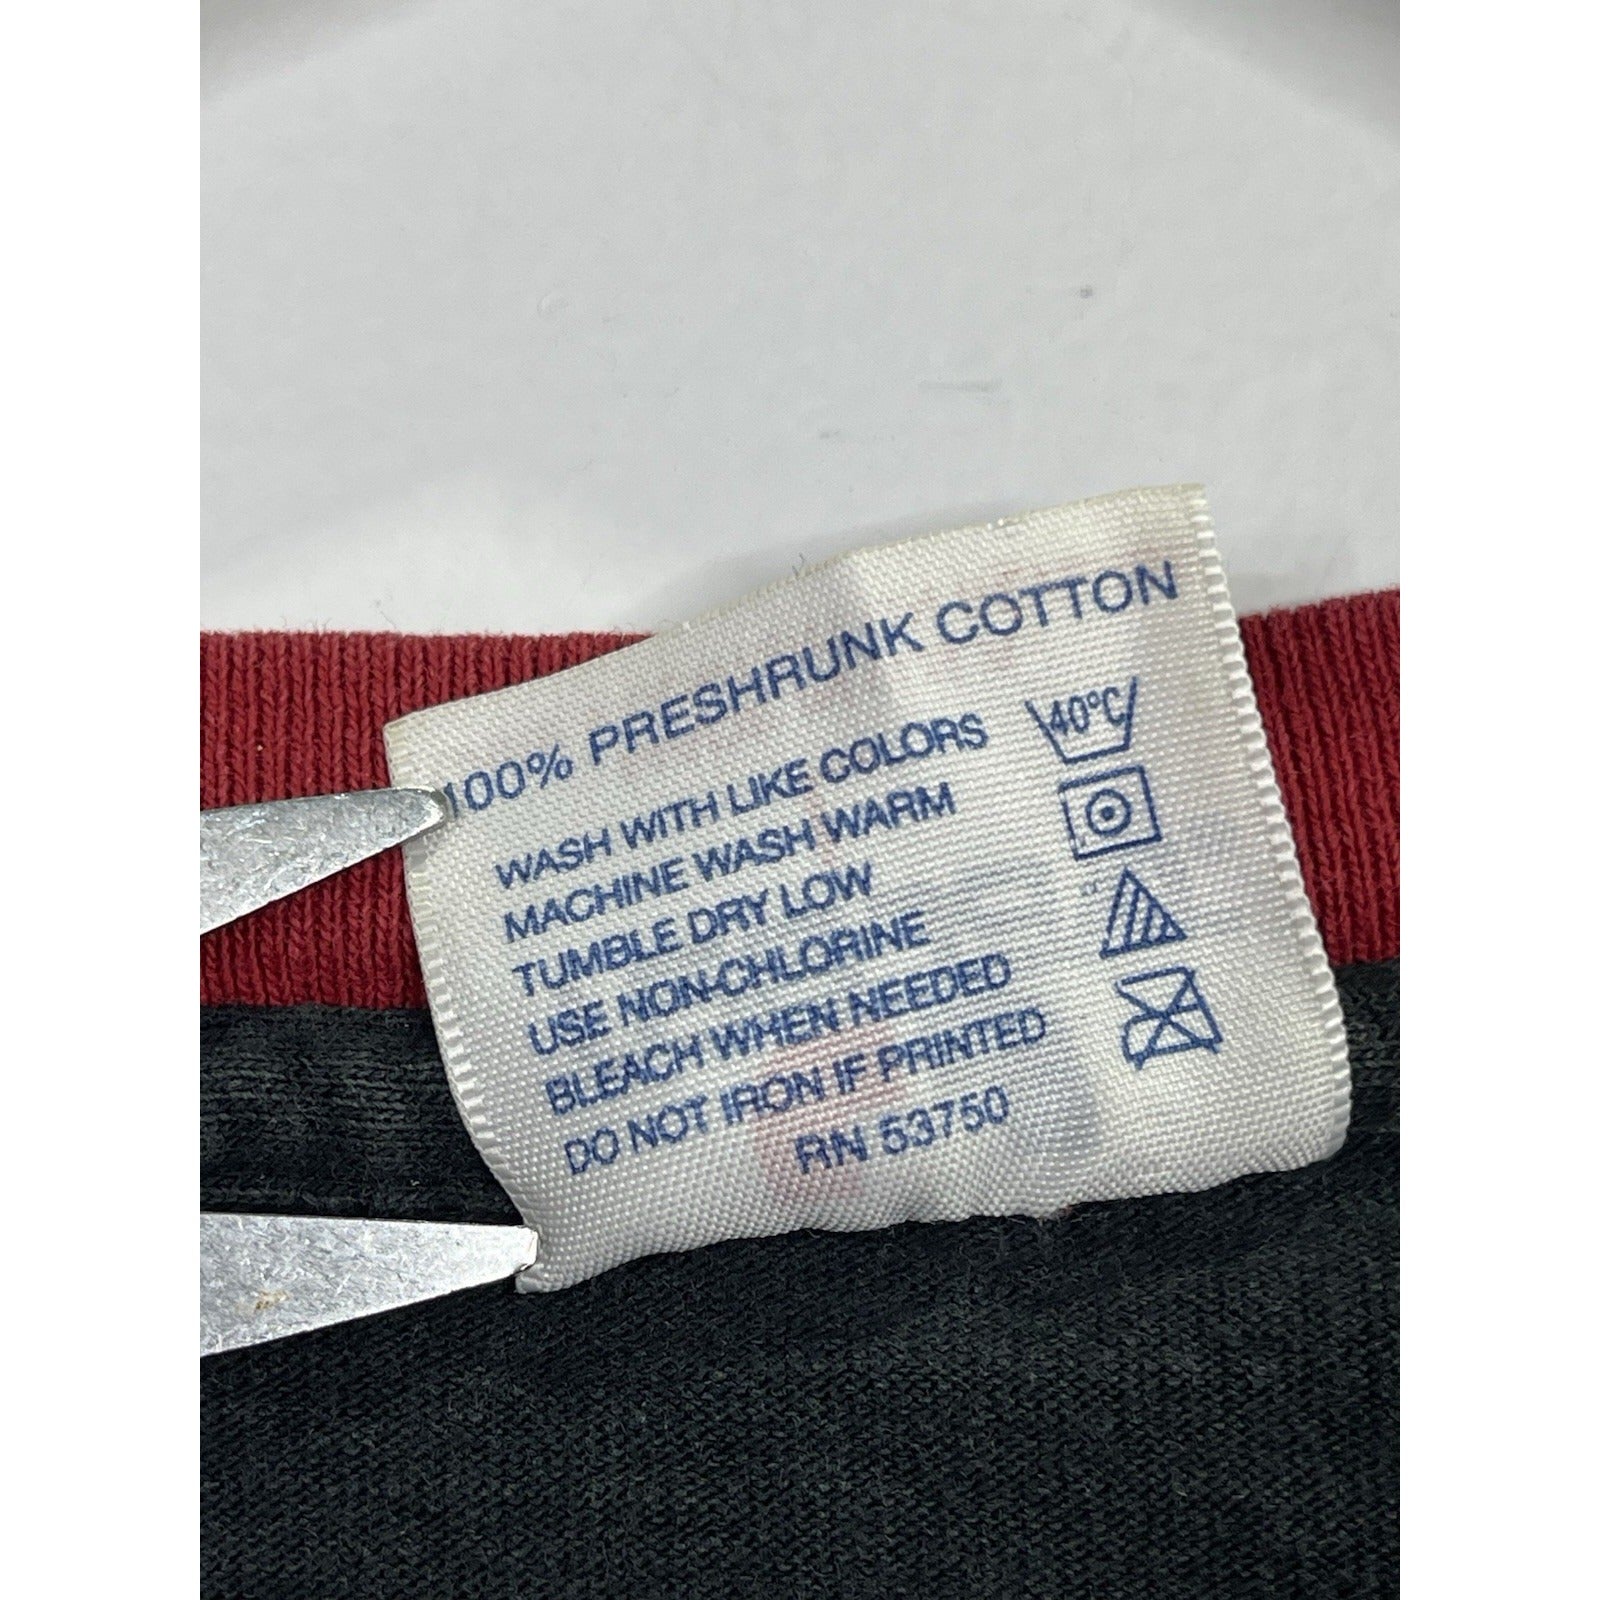 100% PRESHRUNK COTTON
WASH WITH LIKE COLORS
MACHINE WASH WARM
TUMBLE DRY LOW
USE NON-CHLORINE
BLEACH WHEN NEEDED
DO NOT IRON IF PRINTED
RN 53750
40°C